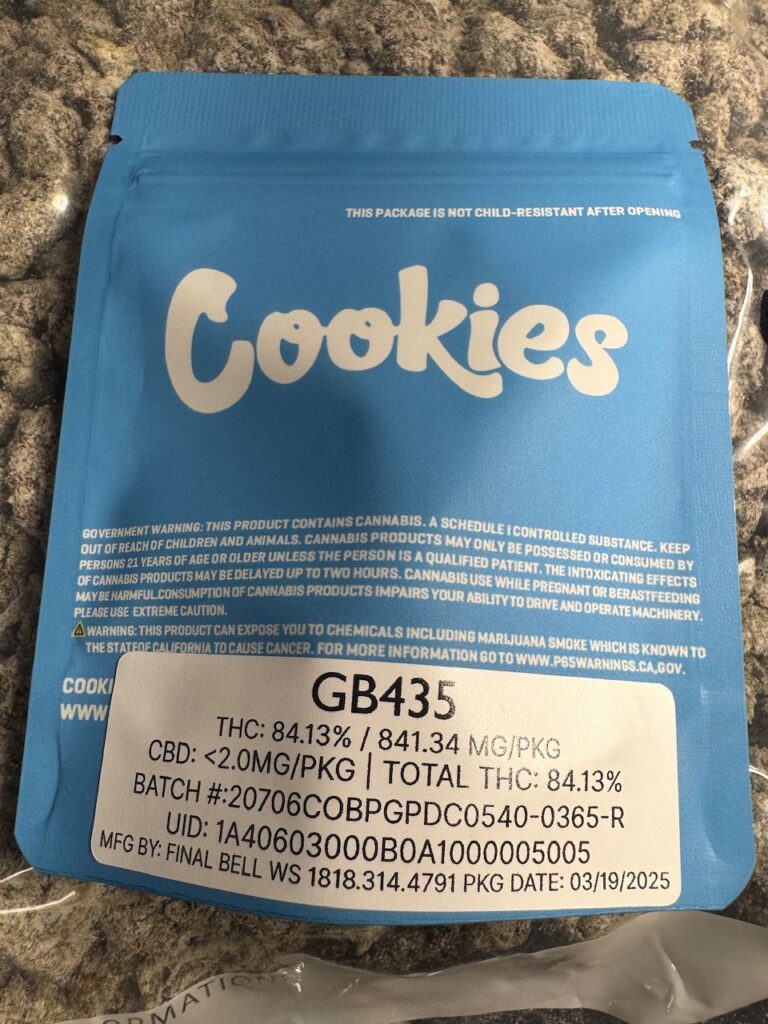 THIS PACKAGE IS NOT CHILD-RESISTANT AFTER OPENING
Cookies
GOVERNMENT WARNING: THIS PRODUCT CONTAINS CANNABIS. A SCHEDULE I CONTROLLED SUBSTANCE. KEEP
OUT OF REACH OF CHILDREN AND ANIMALS. CANNABIS PRODUCTS MAY ONLY BE POSSESSED OR CONSUMED BY
PERSONS 21 YEARS OF AGE OR OLDER UNLESS THE PERSON IS A QUALIFIED PATIENT. THE INTOXICATING EFFECTS
OF CANNABIS PRODUCTS MAY BE DELAYED UP TO TWO HOURS. CANNABIS USE WHILE PREGNANT OR BERASTFEEDING
MAY BE HARMFUL.CONSUMPTION OF CANNABIS PRODUCTS IMPAIRS YOUR ABILITY TO DRIVE AND OPERATE MACHINERY.
PLEASE USE EXTREME CAUTION.
WARNING: THIS PRODUCT CAN EXPOSE YOU TO CHEMICALS INCLUDING MARIJUANA SMOKE WHICH IS KNOWN TO
THE STATEOF CALIFORNIA TO CAUSE CANCER. FOR MORE INFORMATION GO TO WWW.P65WARNINGS.CA,GOV.
COOKI
WWW
GB435
THC: 84.13% / 841.34 MG/PKG
CBD: <2.0MG/PKG | TOTAL THC: 84.13%
BATCH #:20706COBPGPDC0540-0365-R
UID: 1A40603000B0A1000005005
MFG BY: FINAL BELL WS 1818.314.4791 PKG DATE: 03/19/2025